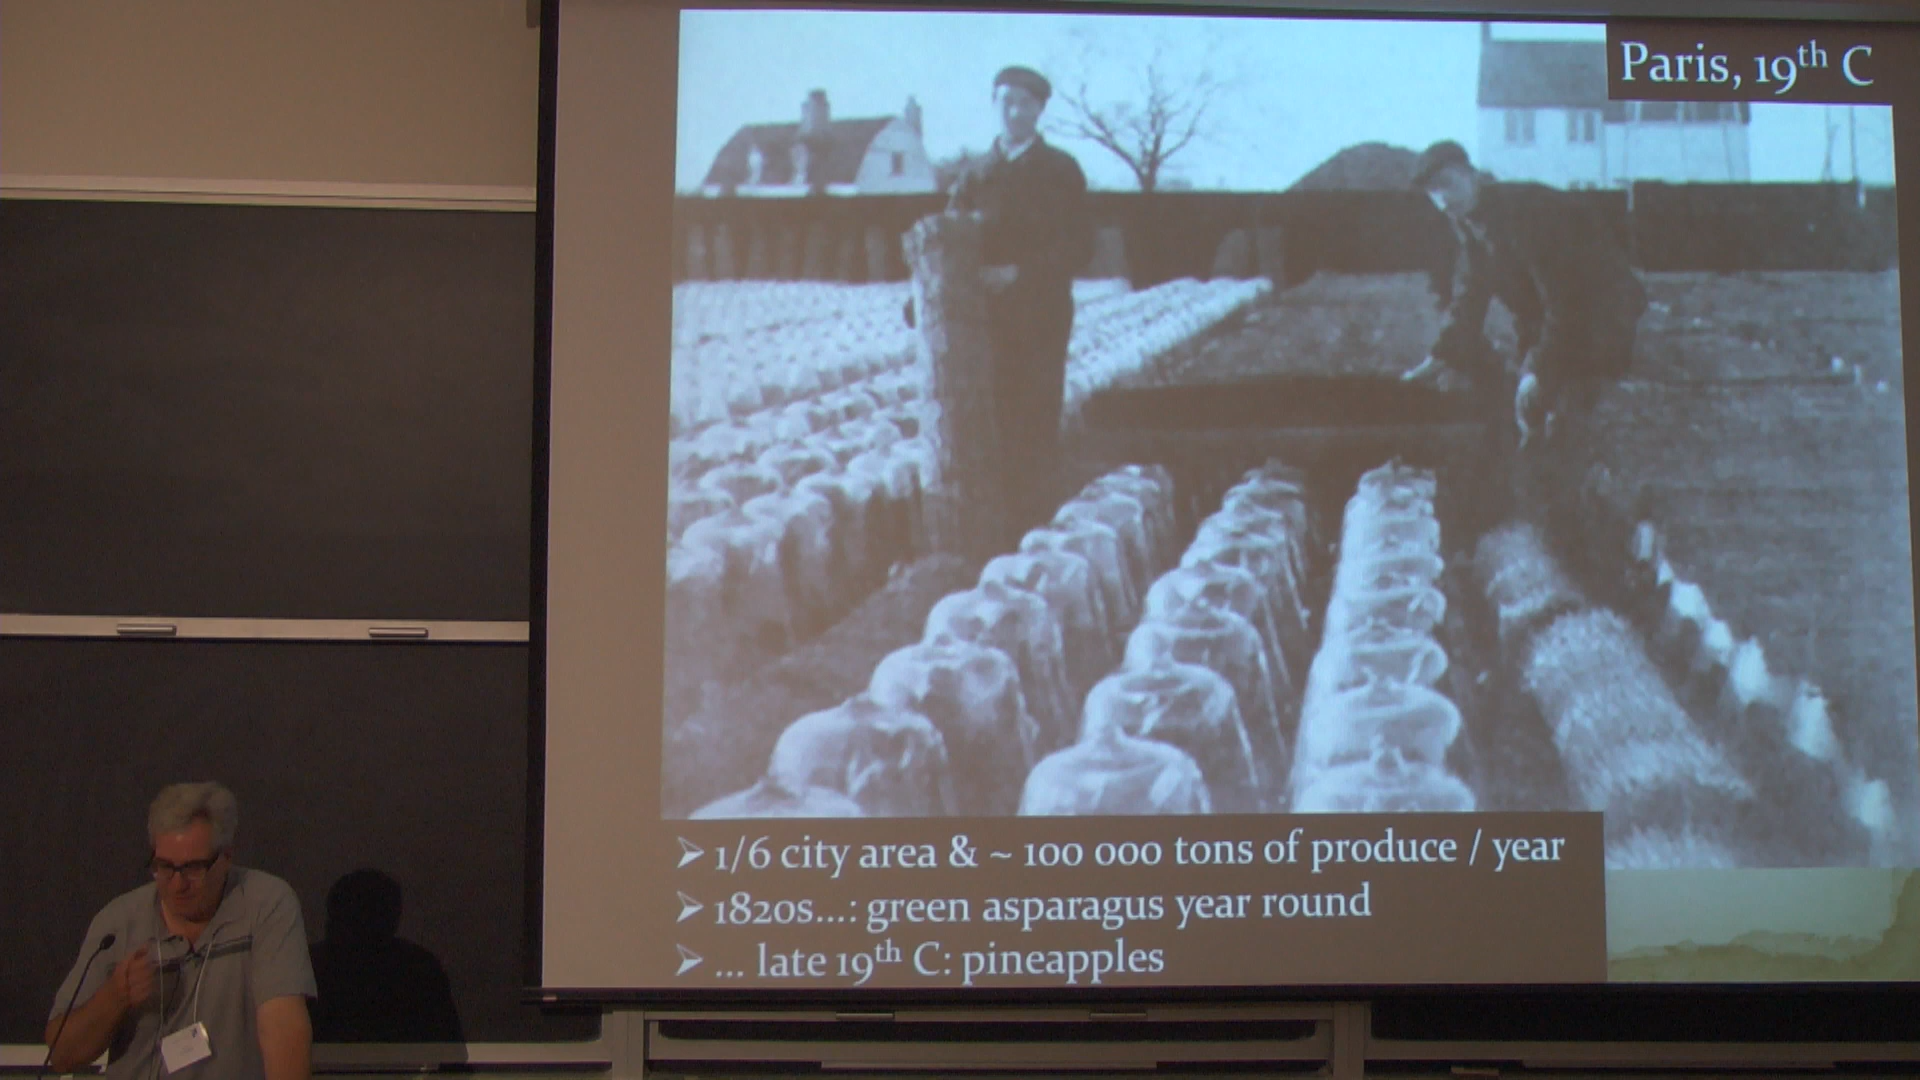 Paris, 19th C
➢ 1/6 city area & ~ 100 000 tons of produce / year
➢ 1820s...: green asparagus year round
➢ ... late 19th C: pineapples